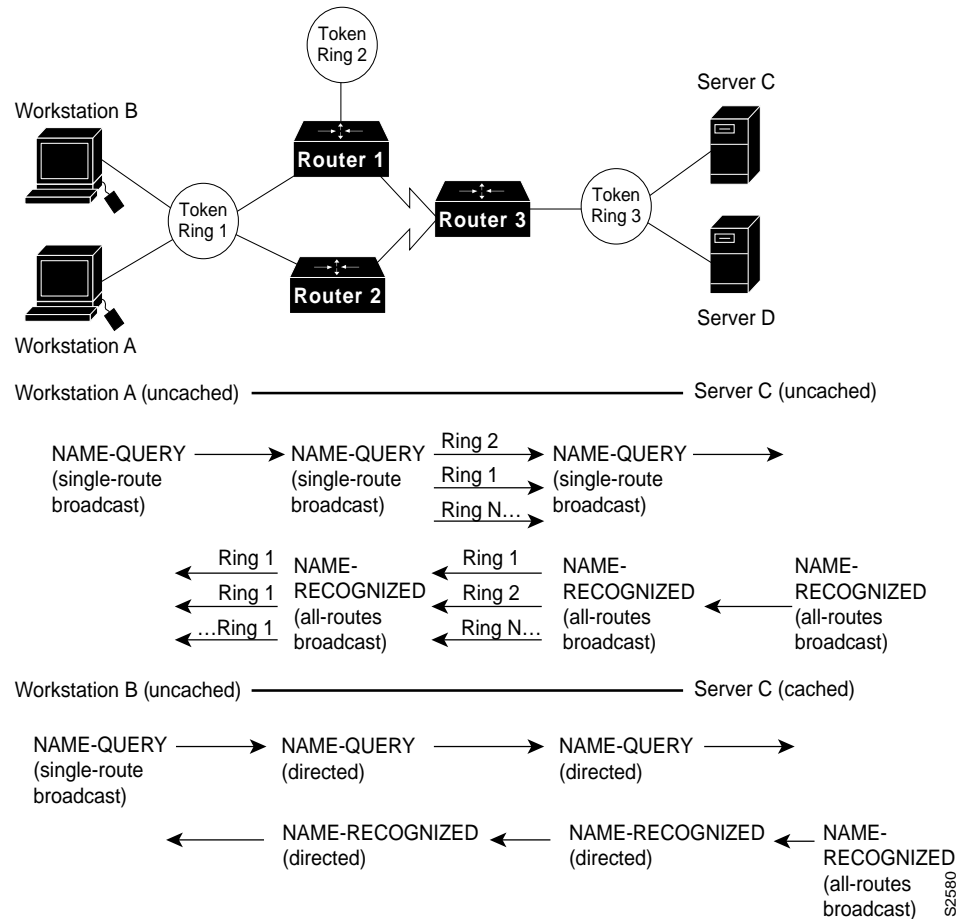 Token
Ring 2
Server C
Workstation B
Router 1
Token
Ring 1
Router 3
Token
Ring 3
Router 2
Server D
Workstation A
Workstation A (uncached)
Server C (uncached)
NAME-QUERY
(single-route
broadcast)
NAME-QUERY
(single-route
broadcast)
Ring 2
Ring 1
Ring N…
NAME-QUERY
(single-route
broadcast)
Ring 1
Ring 1
…Ring 1
NAME-
RECOGNIZED
(all-routes
broadcast)
Ring 1
Ring 2
Ring N…
NAME-
RECOGNIZED
(all-routes
broadcast)
NAME-
RECOGNIZED
(all-routes
broadcast)
Workstation B (uncached)
Server C (cached)
NAME-QUERY
(single-route
broadcast)
NAME-QUERY
(directed)
NAME-QUERY
(directed)
NAME-RECOGNIZED
(directed)
NAME-RECOGNIZED
(directed)
NAME-
RECOGNIZED
(all-routes
broadcast)
S2580